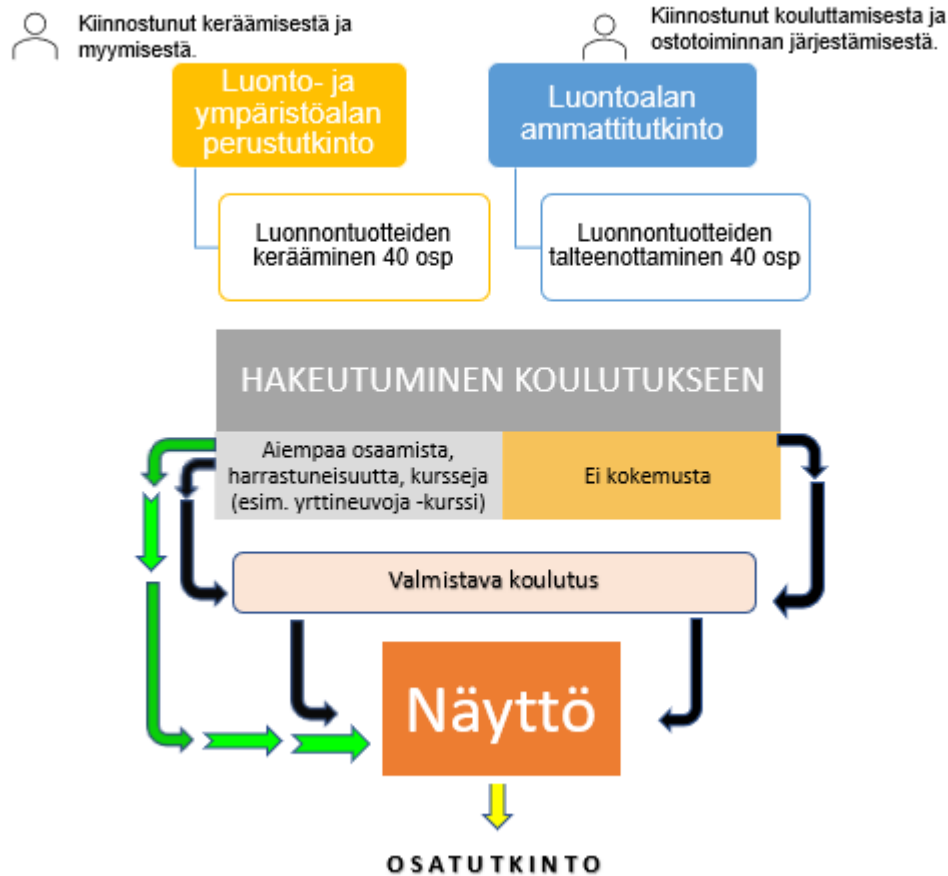 Kiinnostunut keräämisestä ja
myymisestä.
Kiinnostunut kouluttamisesta ja
ostotoiminnan järjestämisestä.
Luonto- ja
ympäristöalan
perustutkinto
Luontoalan
ammattitutkinto
Luonnontuotteiden
kerääminen 40 osp
Luonnontuotteiden
talteenottaminen 40 osp
HAKEUTUMINEN KOULUTUKSEEN
Aiempaa osaamista,
harrastuneisuutta, kursseja
(esim. yrttineuvoja -kurssi)
Ei kokemusta
Valmistava koulutus
Näyttö
OSATUTKINTO